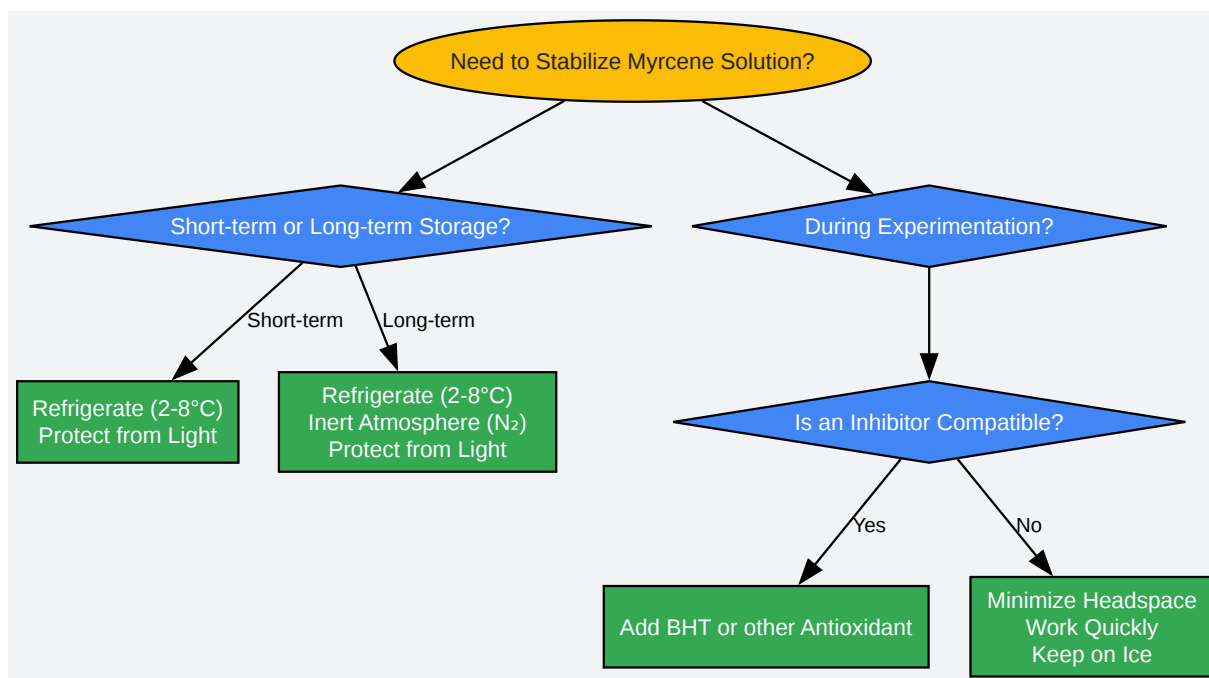 Need to Stabilize Myrcene Solution?
Short-term or Long-term Storage?
During Experimentation?
Short-term
Long-term
Refrigerate (2-8°C)
Protect from Light
Refrigerate (2-8°C)
Inert Atmosphere (N₂)
Protect from Light
Is an Inhibitor Compatible?
Yes
No
Add BHT or other Antioxidant
Minimize Headspace
Work Quickly
Keep on Ice